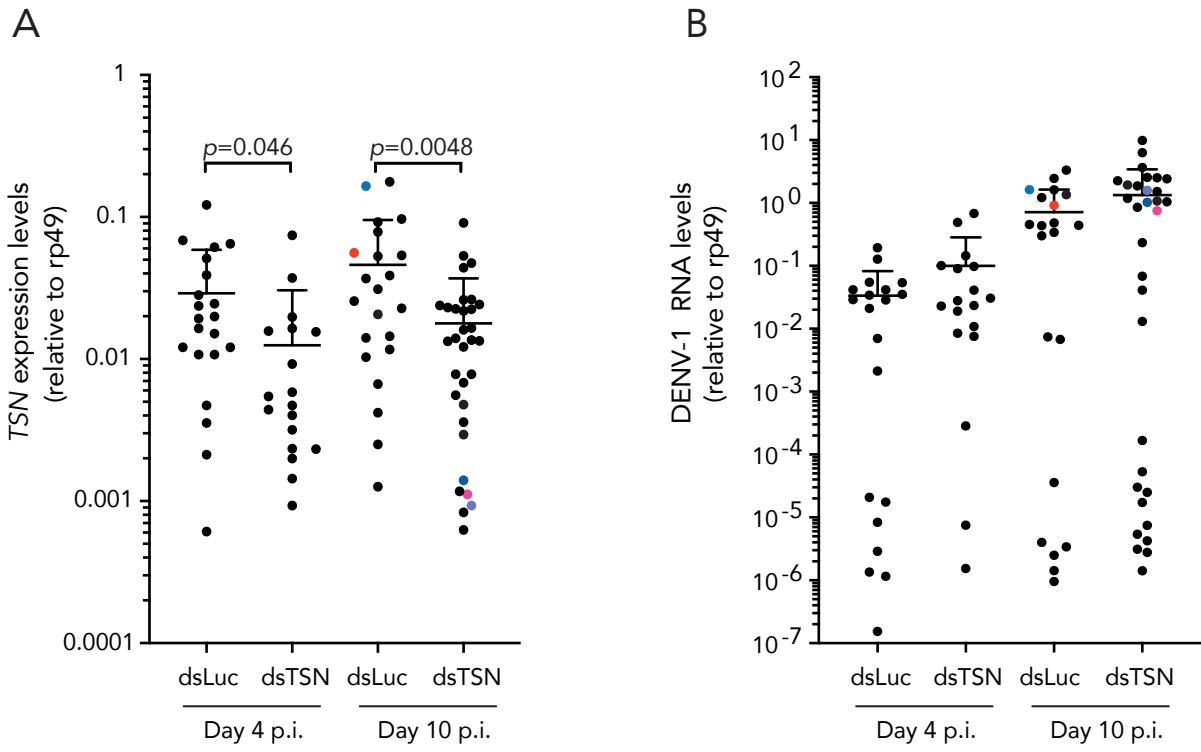 A
TSN expression levels
(relative to rp49)
1
0.1
0.01
0.001
0.0001
p=0.046
p=0.0048
dsLuc dsTSN dsLuc dsTSN
Day 4 p.i. Day 10 p.i.
B
DENV-1 RNA levels
(relative to rp49)
10²
10¹
10⁰
10⁻¹
10⁻²
10⁻³
10⁻⁴
10⁻⁵
10⁻⁶
10⁻⁷
dsLuc dsTSN dsLuc dsTSN
Day 4 p.i. Day 10 p.i.